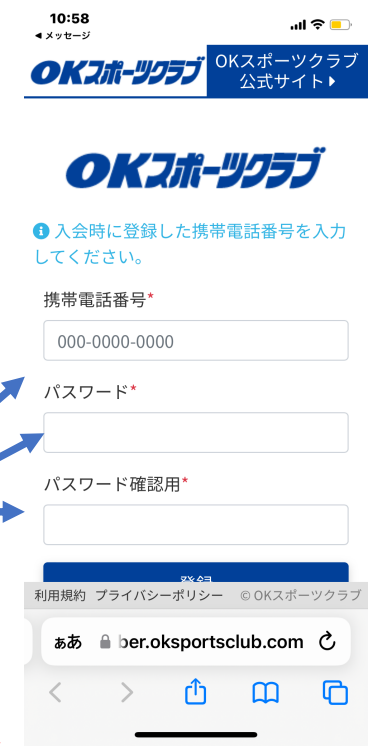 10:58
◀ メッセージ
OKスポーツクラブ
OKスポーツクラブ
公式サイト
OKスポーツクラブ
入会時に登録した携帯電話番号を入力
してください。
携帯電話番号*
000-0000-0000
パスワード*
パスワード確認用*
登録
利用規約 プライバシーポリシー © OKスポーツクラブ
ぁあ ber.oksportsclub.com